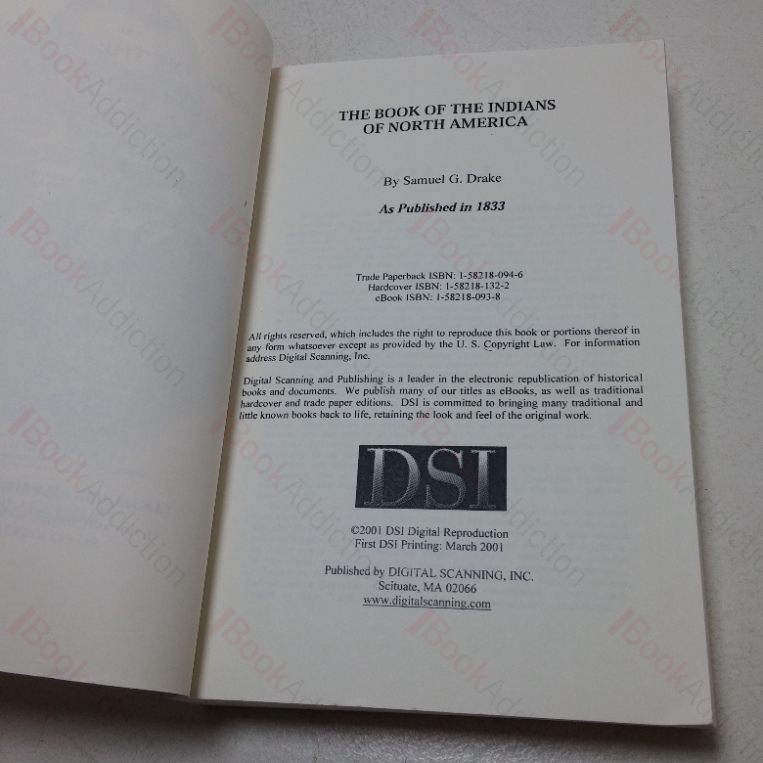 THE BOOK OF THE INDIANS
OF NORTH AMERICA
By Samuel G. Drake
As Published in 1833
Trade Paperback ISBN: 1-58218-094-6
Hardcover ISBN: 1-58218-132-2
eBook ISBN: 1-58218-093-8
All rights reserved, which includes the right to reproduce this book or portions thereof in
any form whatsoever except as provided by the U. S. Copyright Law. For information
address Digital Scanning, Inc.
Digital Scanning and Publishing is a leader in the electronic republication of historical
books and documents. We publish many of our titles as eBooks, as well as traditional
hardcover and trade paper editions. DSI is committed to bringing many traditional and
little known books back to life, retaining the look and feel of the original work.
DSI
©2001 DSI Digital Reproduction
First DSI Printing: March 2001
Published by DIGITAL SCANNING, INC.
Scituate, MA 02066
www.digitalscanning.com
BookAddiction